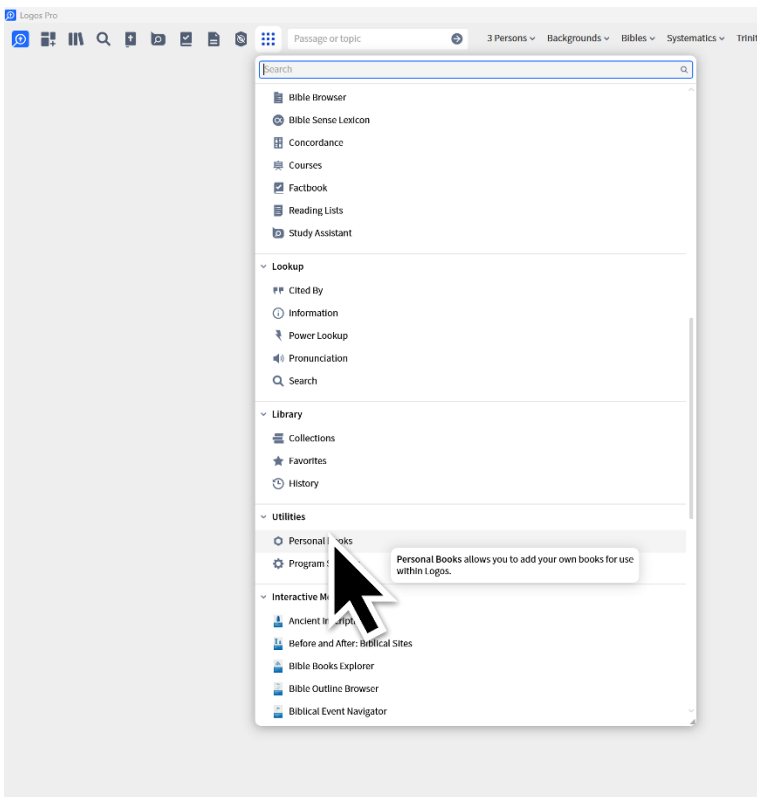 Logos Pro
Passage or topic
3 Persons
Backgrounds
Bibles
Systematics
Search
Bible Browser
Bible Sense Lexicon
Concordance
Courses
Factbook
Reading Lists
Study Assistant
Lookup
Cited By
Information
Power Lookup
Pronunciation
Search
Library
Collections
Favorites
History
Utilities
Personal Books
Personal Books allows you to add your own books for use
within Logos.
Program
Interactive
Ancient
Before and After: Biblical Sites
Bible Books Explorer
Bible Outline Browser
Biblical Event Navigator